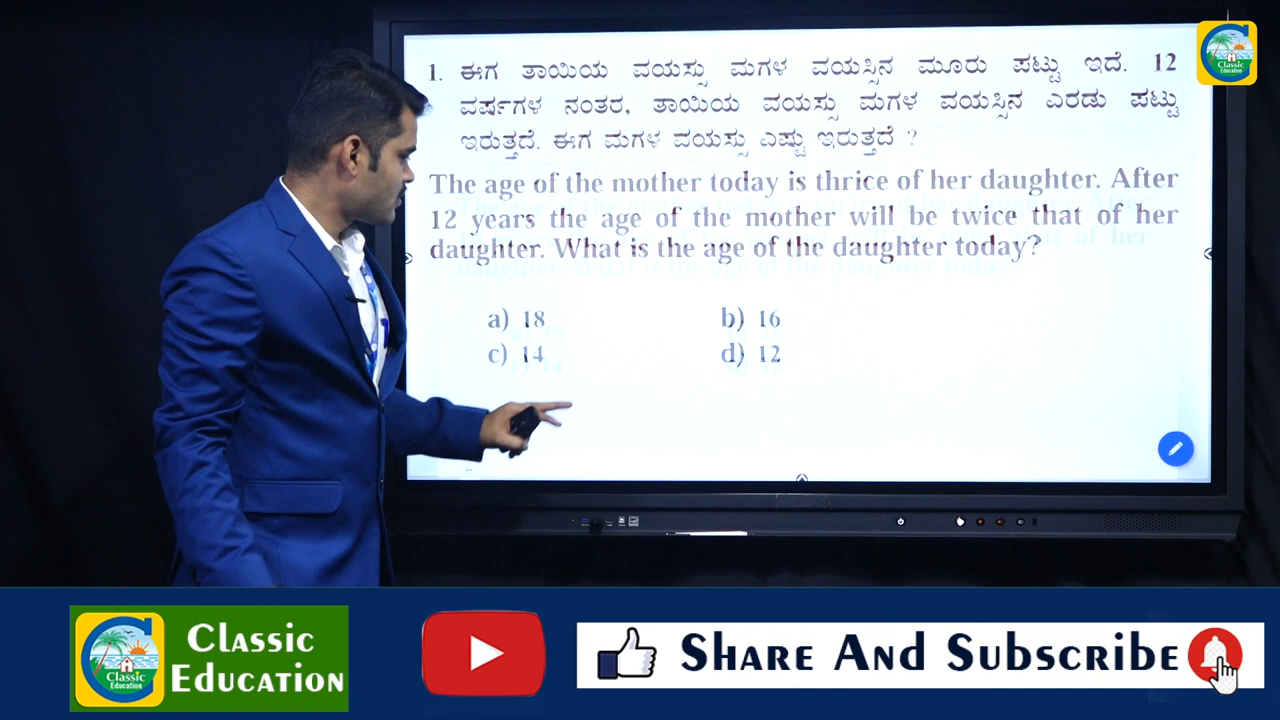 1. ಈಗ ತಾಯಿಯ ವಯಸ್ಸು ಮಗಳ ವಯಸ್ಸಿನ ಮೂರು ಪಟ್ಟು ಇದೆ. 12
ವರ್ಷಗಳ ನಂತರ, ತಾಯಿಯ ವಯಸ್ಸು ಮಗಳ ವಯಸ್ಸಿನ ಎರಡು ಪಟ್ಟು
ಇರುತ್ತದೆ. ಈಗ ಮಗಳ ವಯಸ್ಸು ಎಷ್ಟು ಇರುತ್ತದೆ ?
The age of the mother today is thrice of her daughter. After
12 years the age of the mother will be twice that of her
daughter. What is the age of the daughter today?
a) 18 b) 16
c) 14 d) 12
Classic
Education
Classic
Education
Classic
Education
Share And Subscribe